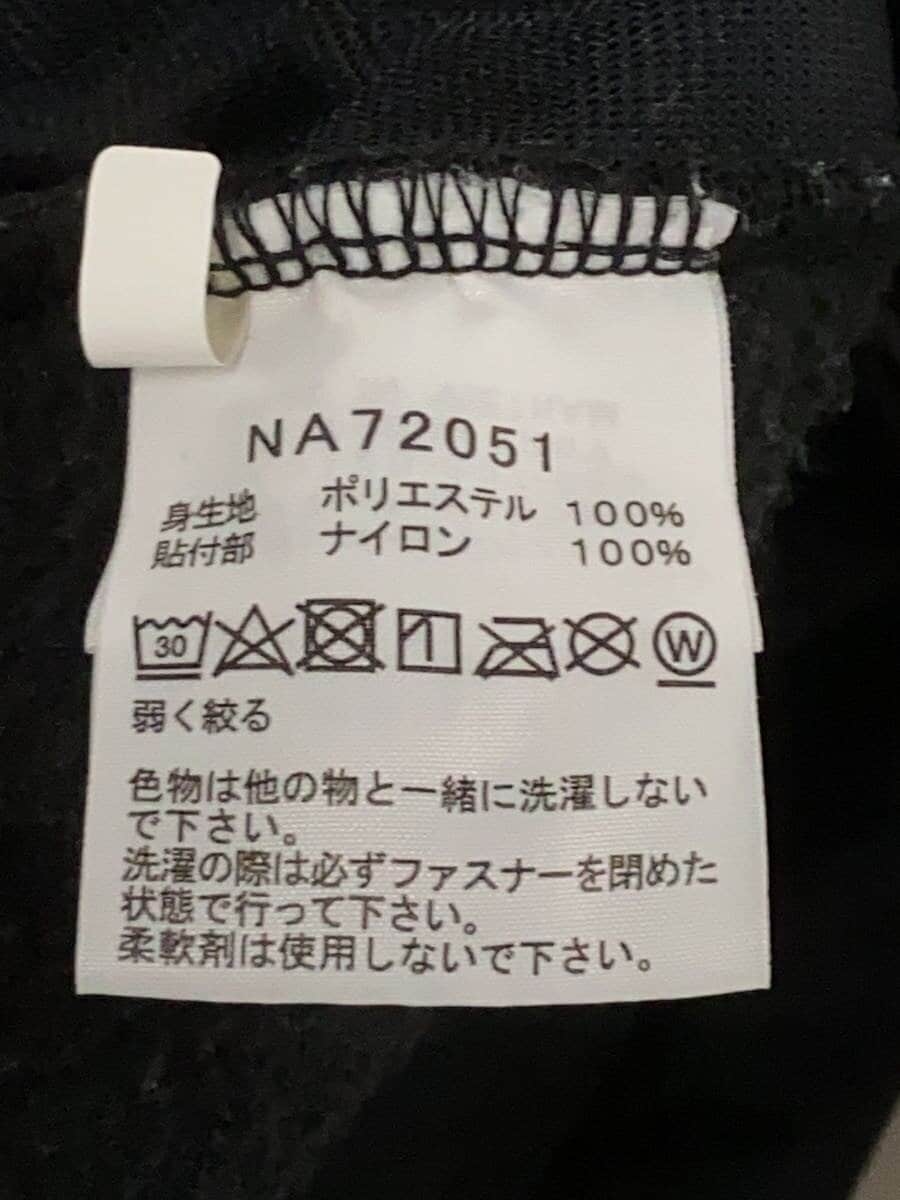 NA72051
身生地 ポリエステル 100%
貼付部 ナイロン 100%
30 W
弱く絞る
色物は他の物と一緒に洗濯しない
で下さい。
洗濯の際は必ずファスナーを閉めた
状態で行って下さい。
柔軟剤は使用しないで下さい。